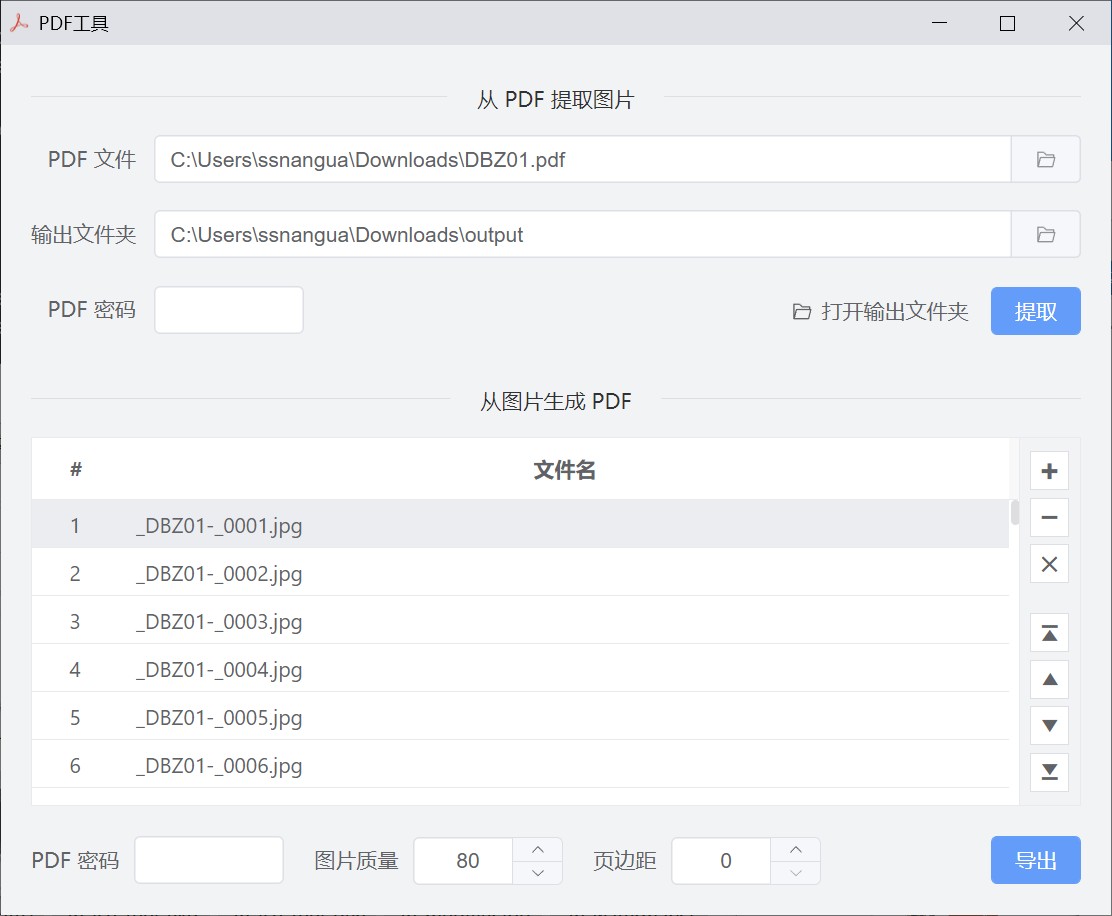 PDF工具
从 PDF 提取图片
PDF 文件 C:\Users\ssnangua\Downloads\DBZ01.pdf
输出文件夹 C:\Users\ssnangua\Downloads\output
PDF 密码 打开输出文件夹 提取
从图片生成 PDF
# 文件名
1 _DBZ01-_0001.jpg
2 _DBZ01-_0002.jpg
3 _DBZ01-_0003.jpg
4 _DBZ01-_0004.jpg
5 _DBZ01-_0005.jpg
6 _DBZ01-_0006.jpg
PDF 密码 图片质量 80 页边距 0 导出